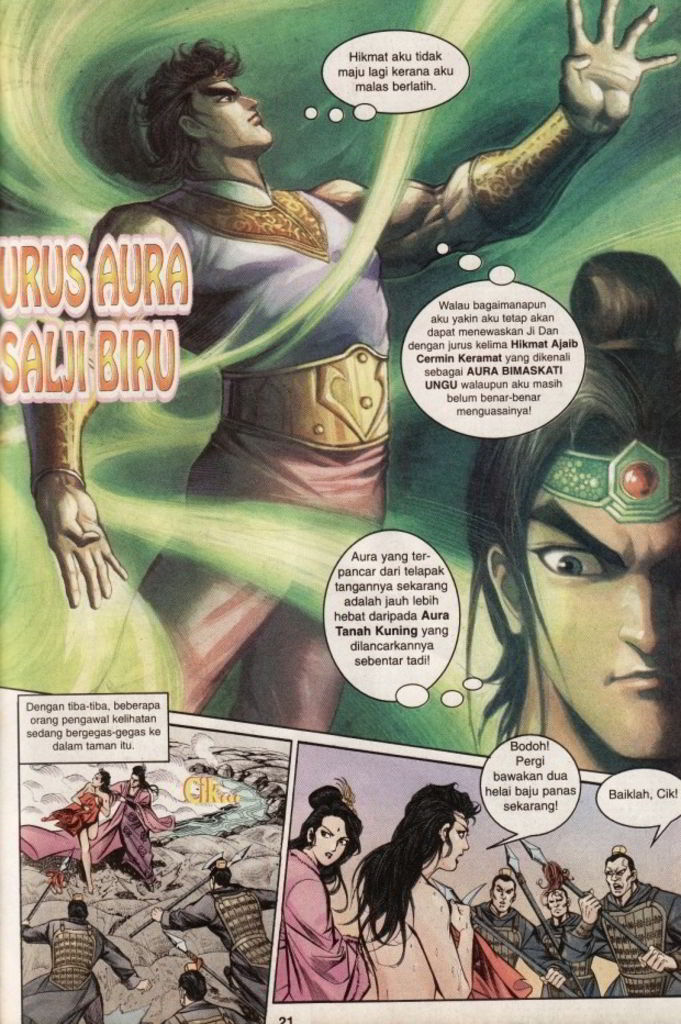 Hikmat aku tidak
maju lagi kerana aku
malas berlatih.
URUS AURA
SALJI BIRU
Walau bagaimanapun
aku yakin aku tetap akan
dapat menewaskan Ji Dan
dengan jurus kelima Hikmat Ajaib
Cermin Keramat yang dikenali
sebagai AURA BIMASKATI
UNGU walaupun aku masih
belum benar-benar
menguasainya!
Aura yang ter-
pancar dari telapak
tangannya sekarang
adalah jauh lebih
hebat daripada Aura
Tanah Kuning yang
dilancarkannya
sebentar tadi!
Dengan tiba-tiba, beberapa
orang pengawal kelihatan
sedang bergegas-gegas ke
dalam taman itu.
Cik...
Bodoh!
Pergi
bawakan dua
helai baju panas
sekarang!
Baiklah, Cik!
21